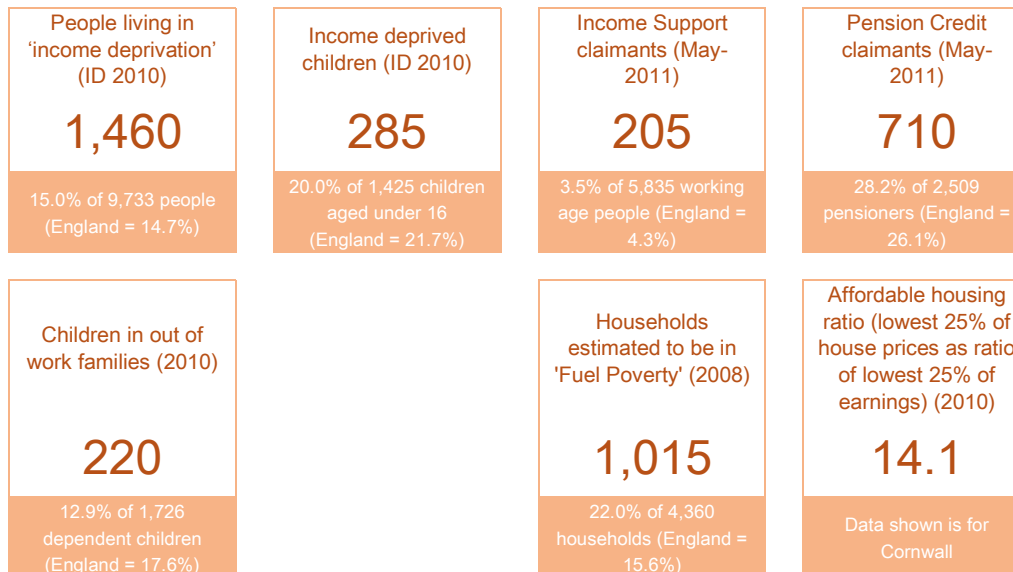 People living in
‘income deprivation’
(ID 2010)
1,460
15.0% of 9,733 people
(England = 14.7%)
Income deprived
children (ID 2010)
285
20.0% of 1,425 children
aged under 16
(England = 21.7%)
Income Support
claimants (May-
2011)
205
3.5% of 5,835 working
age people (England =
4.3%)
Pension Credit
claimants (May-
2011)
710
28.2% of 2,509
pensioners (England =
26.1%)
Children in out of
work families (2010)
220
12.9% of 1,726
dependent children
(England = 17.6%)
Households
estimated to be in
'Fuel Poverty' (2008)
1,015
22.0% of 4,360
households (England =
15.6%)
Affordable housing
ratio (lowest 25% of
house prices as ratio
of lowest 25% of
earnings) (2010)
14.1
Data shown is for
Cornwall